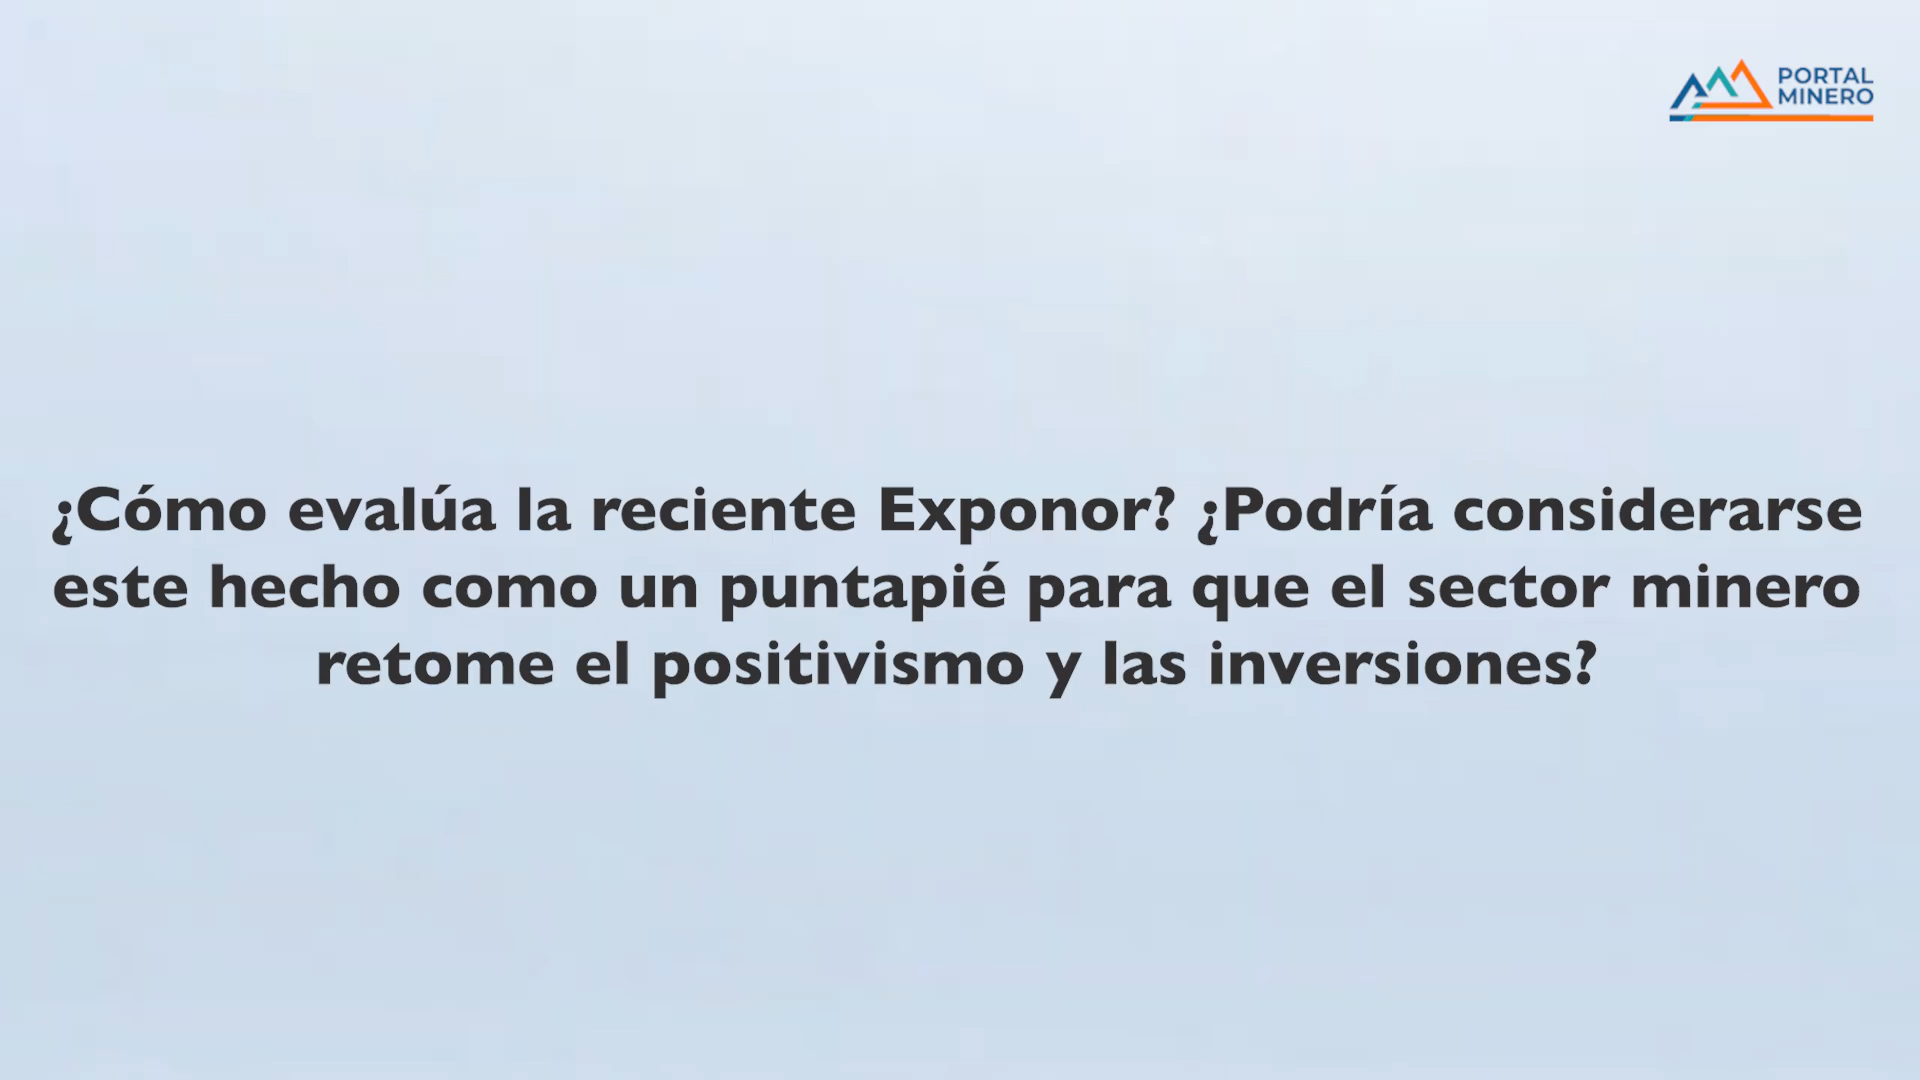 PORTAL
MINERO
¿Cómo evalúa la reciente Exponor? ¿Podría considerarse
este hecho como un puntapié para que el sector minero
retome el positivismo y las inversiones?